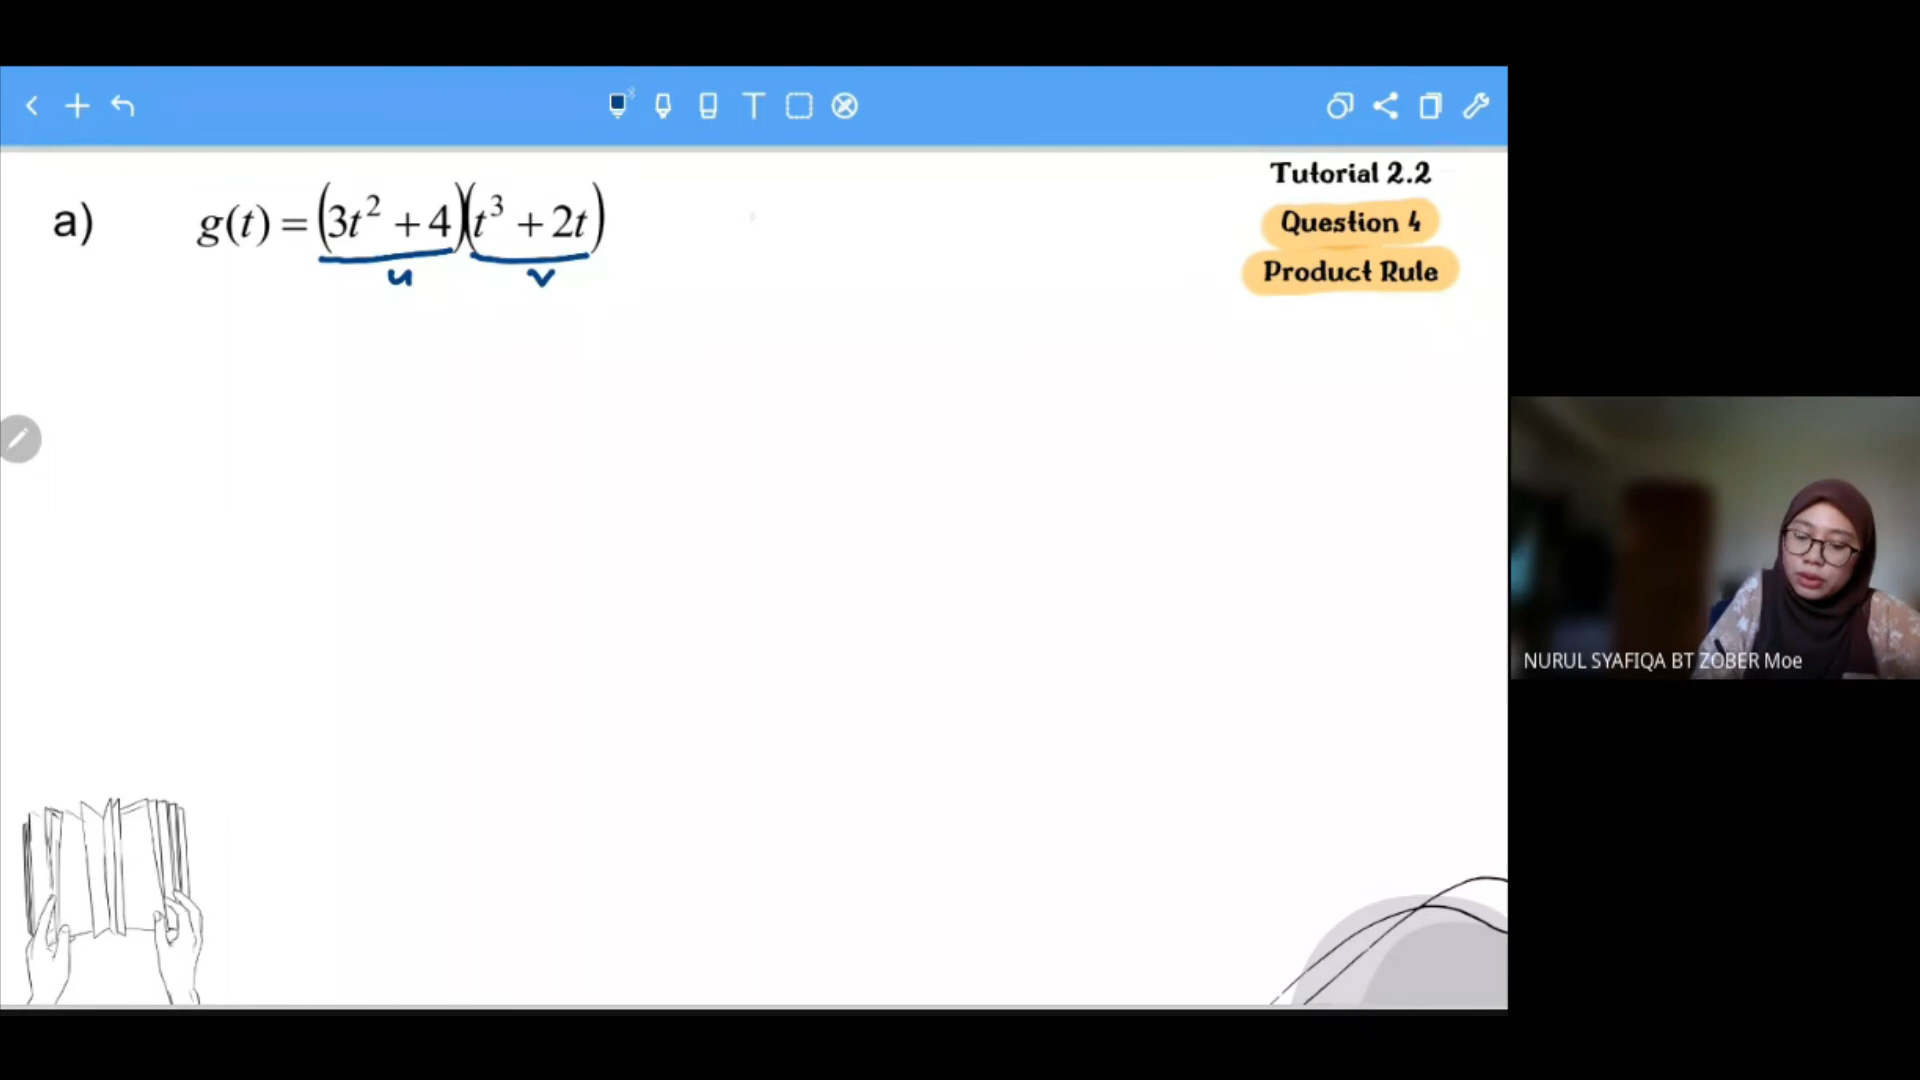 Tutorial 2.2
a) g(t) = (3t² + 4)(t³ + 2t)
u v
Question 4
Product Rule
NURUL SYAFIQA BT ZOBER Moe